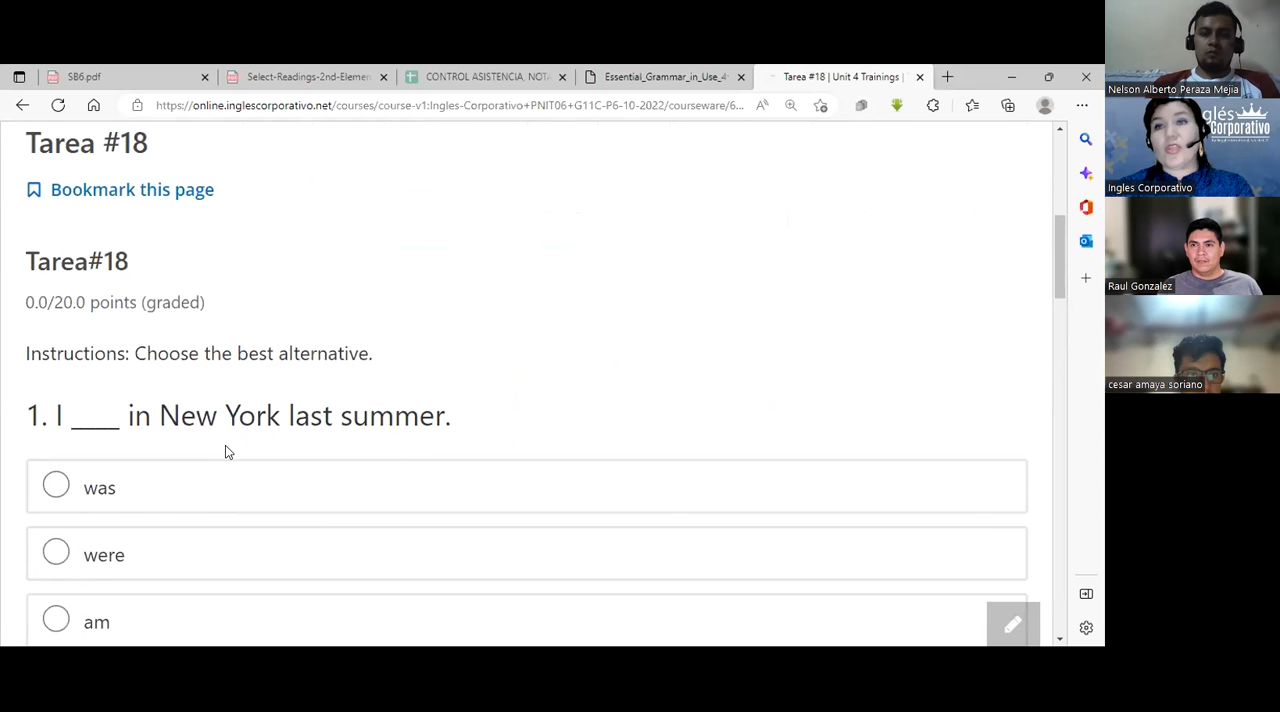 SB6.pdf
Select-Readings-2nd-Elemen
CONTROL ASISTENCIA, NOTA
Essential_Grammar_in_Use_4
Tarea #18 | Unit 4 Trainings |
https://online.inglescorporativo.net/courses/course-v1:Ingles-Corporativo+PNIT06+G11C-P6-10-2022/courseware/6...
Tarea #18
Bookmark this page
Tarea#18
0.0/20.0 points (graded)
Instructions: Choose the best alternative.
1. I ____ in New York last summer.
was
were
am
Nelson Alberto Peraza Mejia
glés
Corporativo
Ingles Corporativo
Raul Gonzalez
cesar amaya soriano